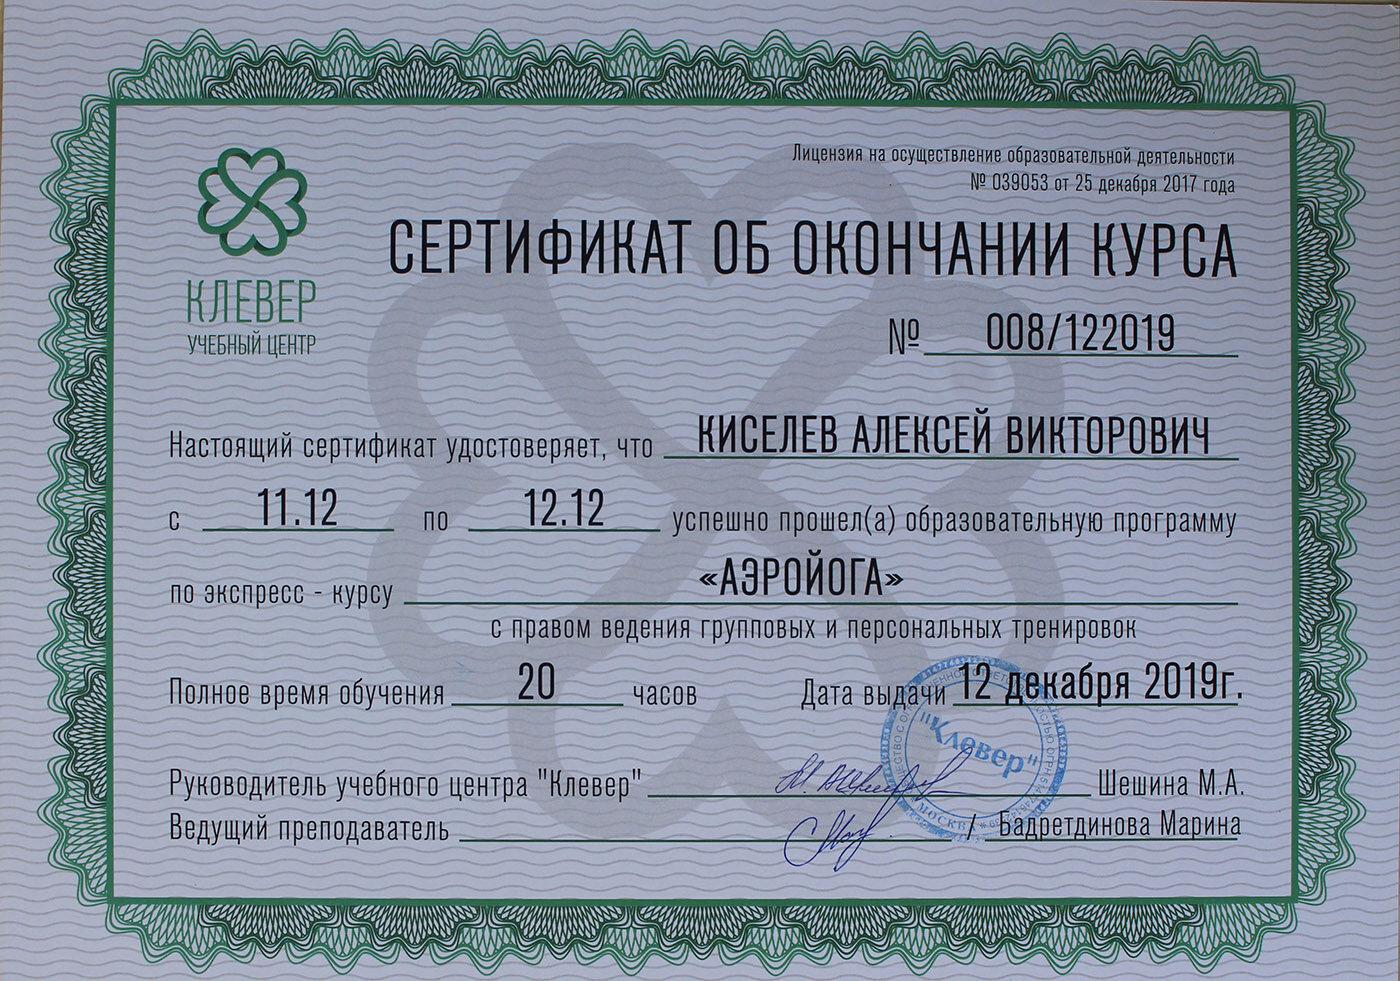 Лицензия на осуществление образовательной деятельности
№ 039053 от 25 декабря 2017 года
КЛЕВЕР
УЧЕБНЫЙ ЦЕНТР
СЕРТИФИКАТ ОБ ОКОНЧАНИИ КУРСА
№ 008/122019
Настоящий сертификат удостоверяет, что КИСЕЛЕВ АЛЕКСЕЙ ВИКТОРОВИЧ
с 11.12 по 12.12 успешно прошел(а) образовательную программу
по экспресс - курсу «АЭРОЙОГА»
с правом ведения групповых и персональных тренировок
Полное время обучения 20 часов Дата выдачи 12 декабря 2019г.
"Клевер"
МОСКВА
Руководитель учебного центра "Клевер" Шешина М.А.
Ведущий преподаватель / Бадретдинова Марина